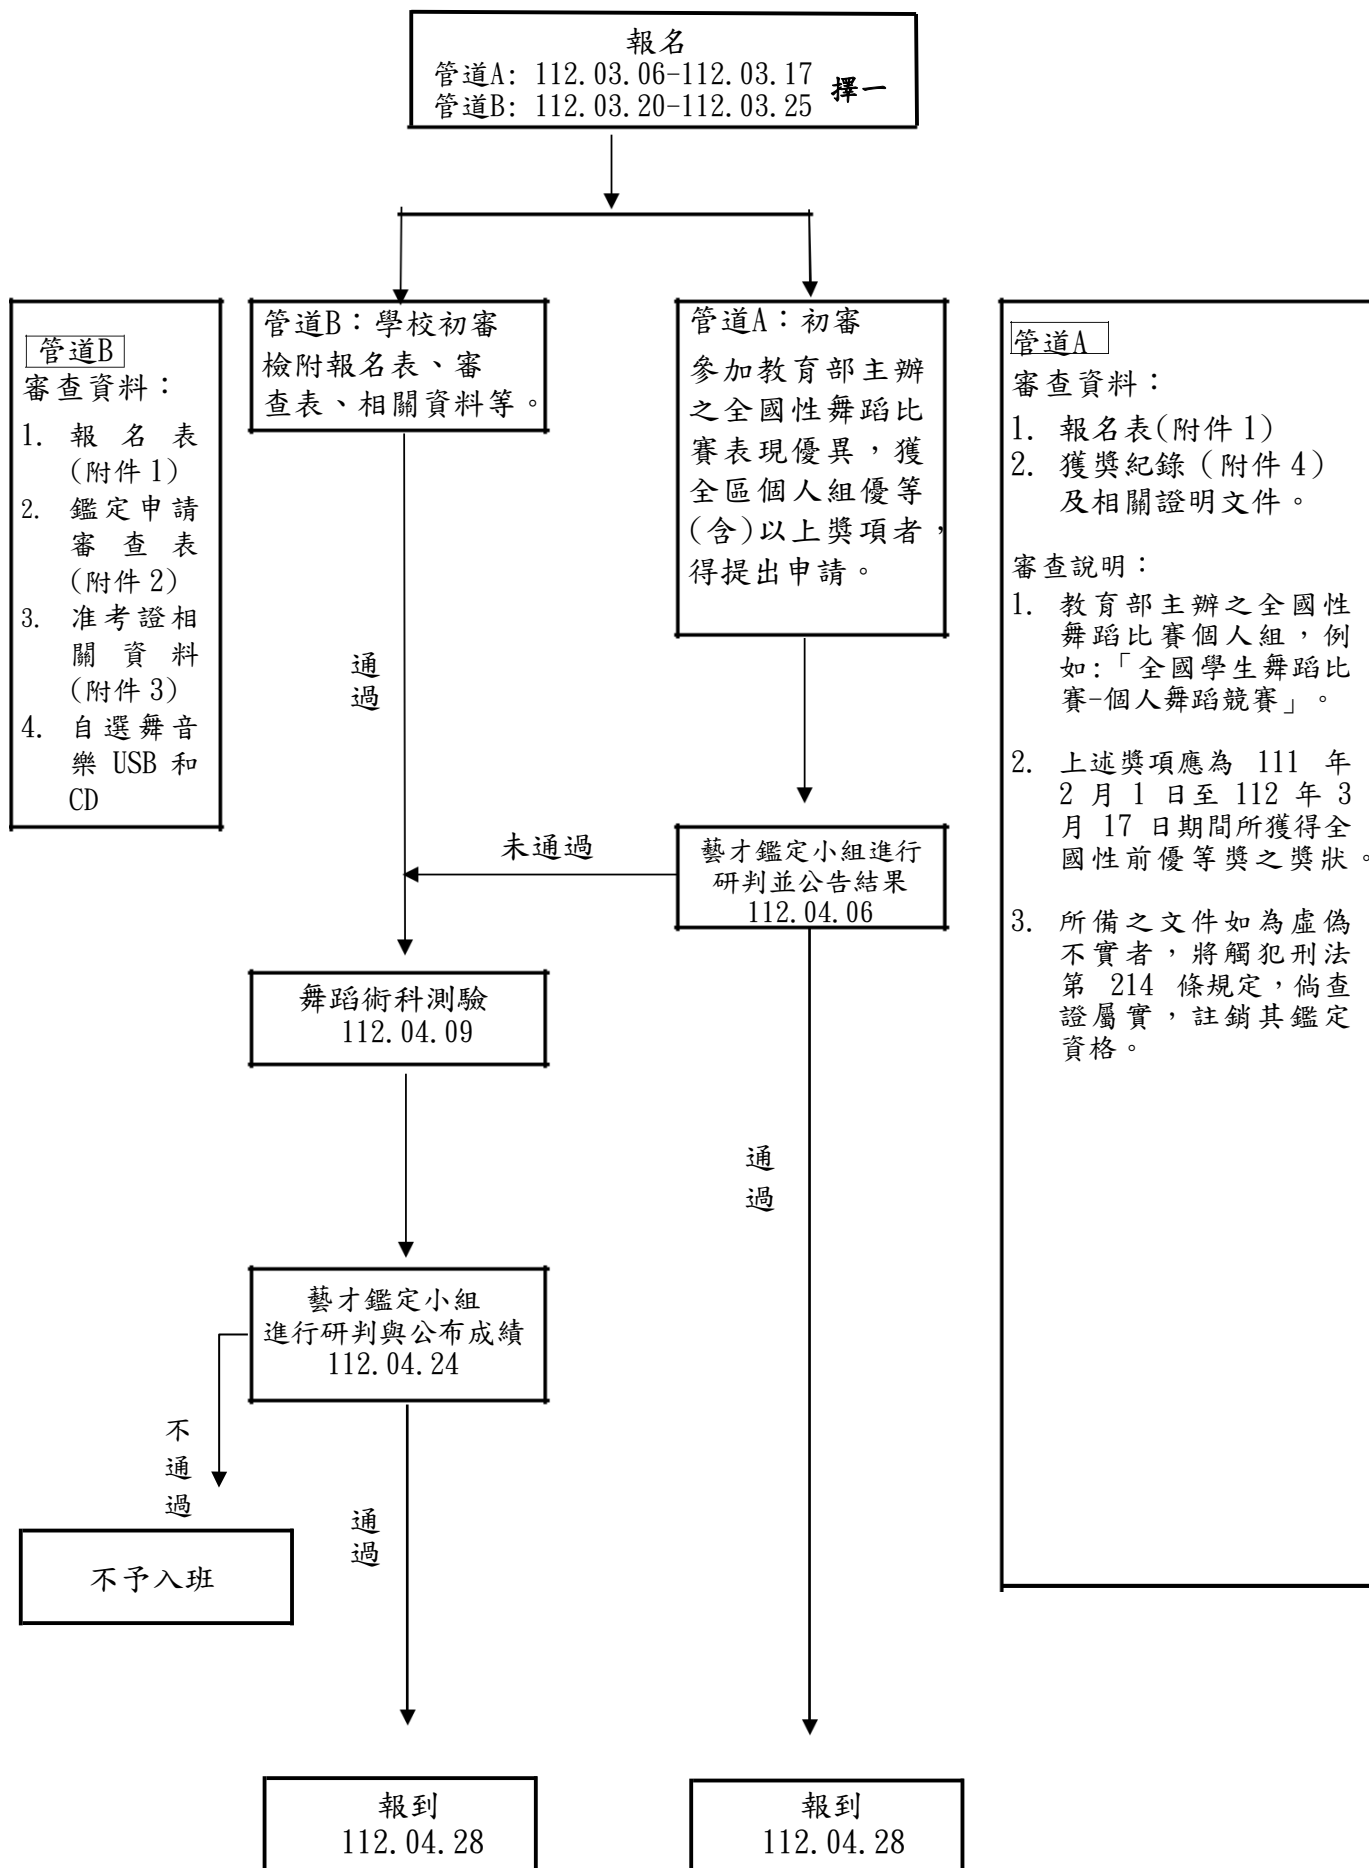 報名
管道A: 112.03.06-112.03.17
管道B: 112.03.20-112.03.25
擇一
管道B
審查資料：
1. 報名表
(附件1)
2. 鑑定申請
審查表
(附件2)
3. 准考證相
關資料
(附件3)
4. 自選舞音
樂 USB 和
CD
管道B：學校初審
檢附報名表、審
查表、相關資料等。
管道A：初審
參加教育部主辦
之全國性舞蹈比
賽表現優異，獲
全區個人組優等
(含)以上獎項者，
得提出申請。
管道A
審查資料：
1. 報名表(附件1)
2. 獲獎紀錄（附件4）
及相關證明文件。
審查說明：
1. 教育部主辦之全國性
舞蹈比賽個人組，例
如:「全國學生舞蹈比
賽-個人舞蹈競賽」。
2. 上述獎項應為 111 年
2 月 1 日至 112 年 3
月 17 日期間所獲得全
國性前優等獎之獎狀。
3. 所備之文件如為虛偽
不實者，將觸犯刑法
第 214 條規定，倘查
證屬實，註銷其鑑定
資格。
通
過
未通過
藝才鑑定小組進行
研判並公告結果
112.04.06
舞蹈術科測驗
112.04.09
通
過
藝才鑑定小組
進行研判與公布成績
112.04.24
不
通
過
通
過
不予入班
報到
112.04.28
報到
112.04.28